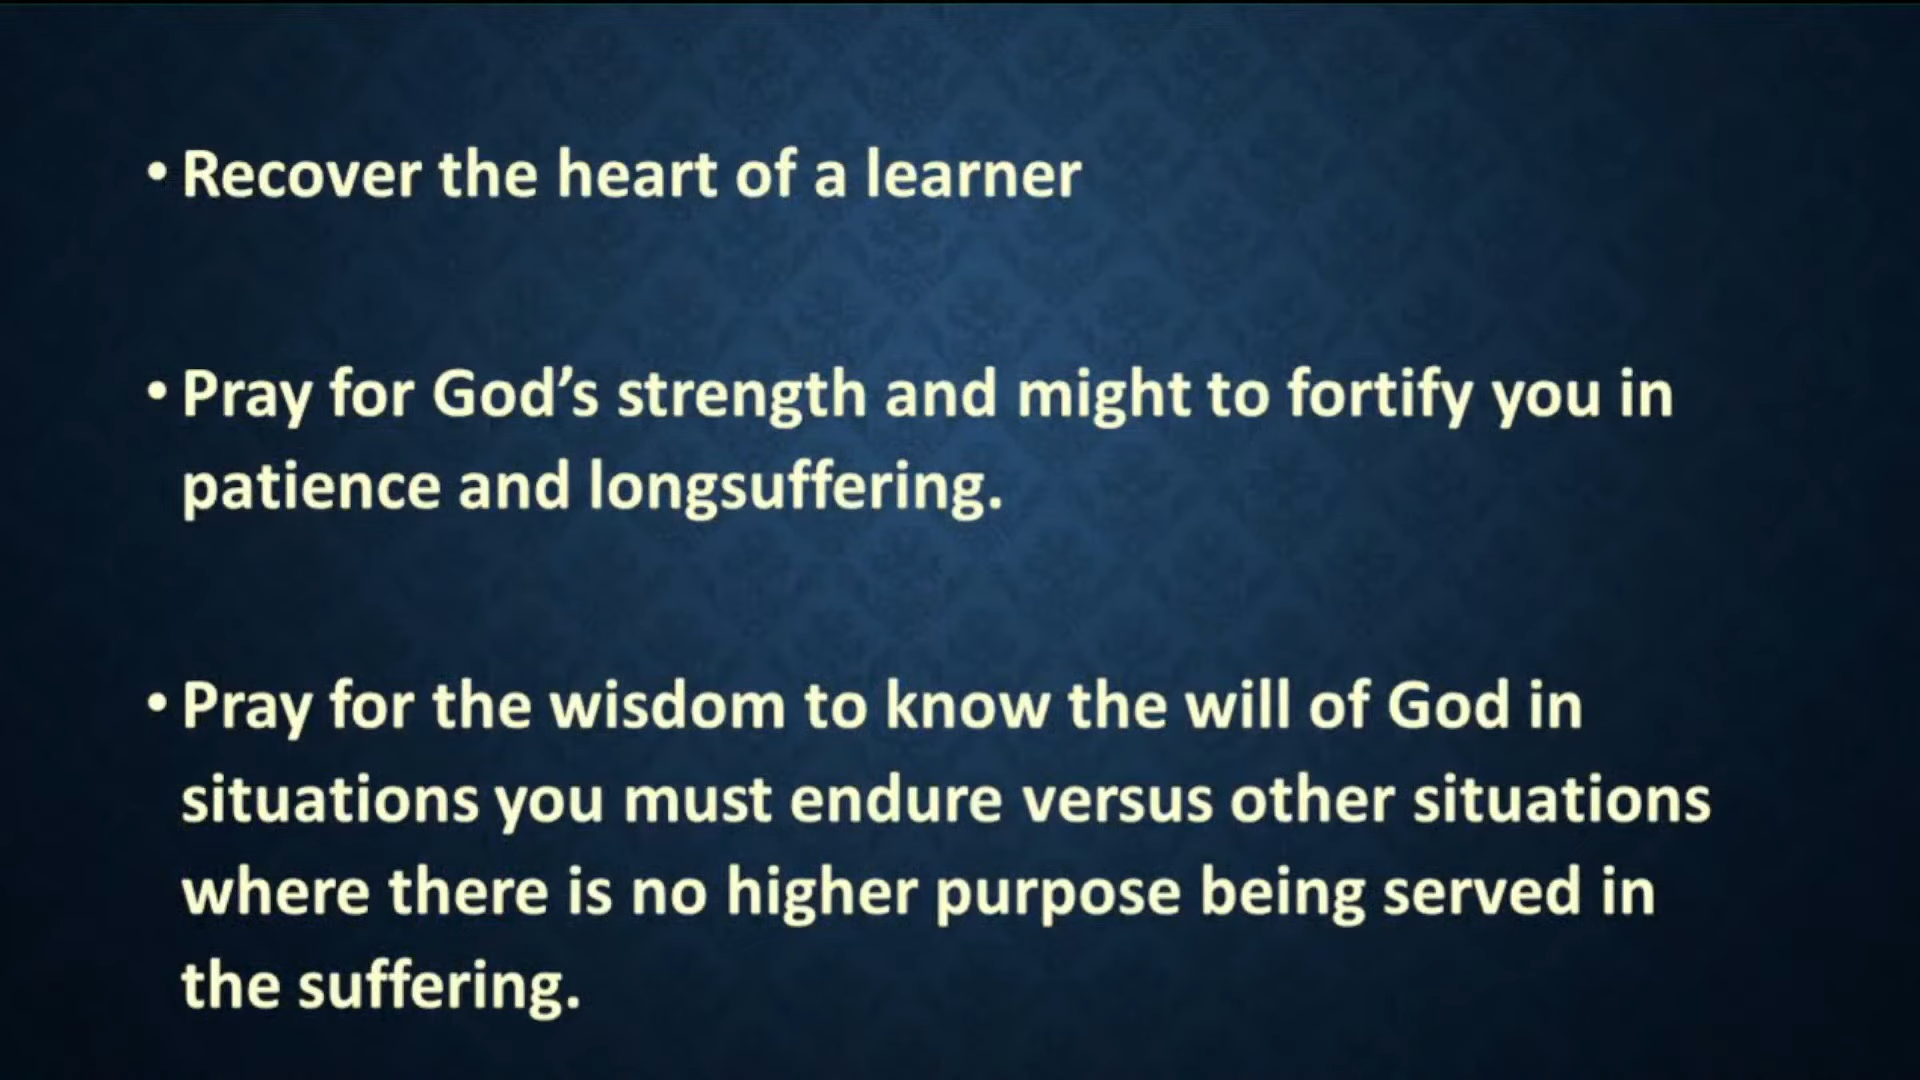 • Recover the heart of a learner
• Pray for God’s strength and might to fortify you in
patience and longsuffering.
• Pray for the wisdom to know the will of God in
situations you must endure versus other situations
where there is no higher purpose being served in
the suffering.